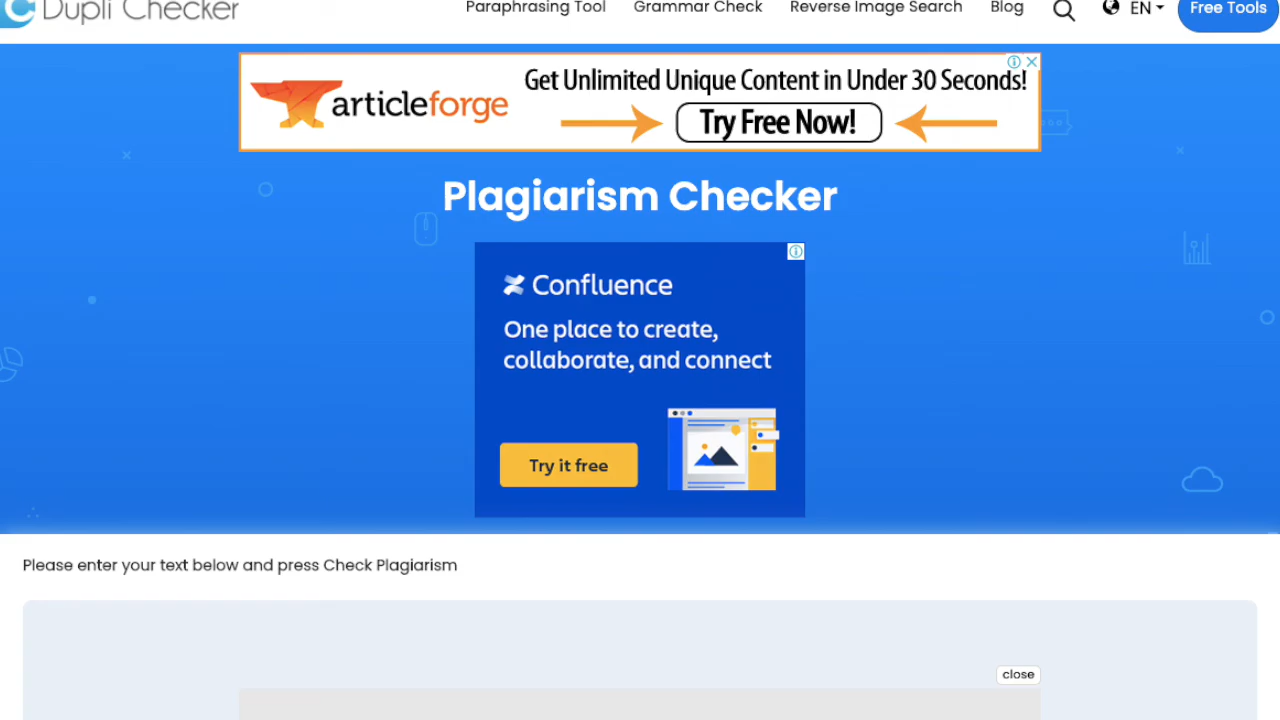 Dupli Checker
Paraphrasing Tool
Grammar Check
Reverse Image Search
Blog
EN
Free Tools
articleforge
Get Unlimited Unique Content in Under 30 Seconds!
Try Free Now!
Plagiarism Checker
Confluence
One place to create,
collaborate, and connect
Try it free
Please enter your text below and press Check Plagiarism
close